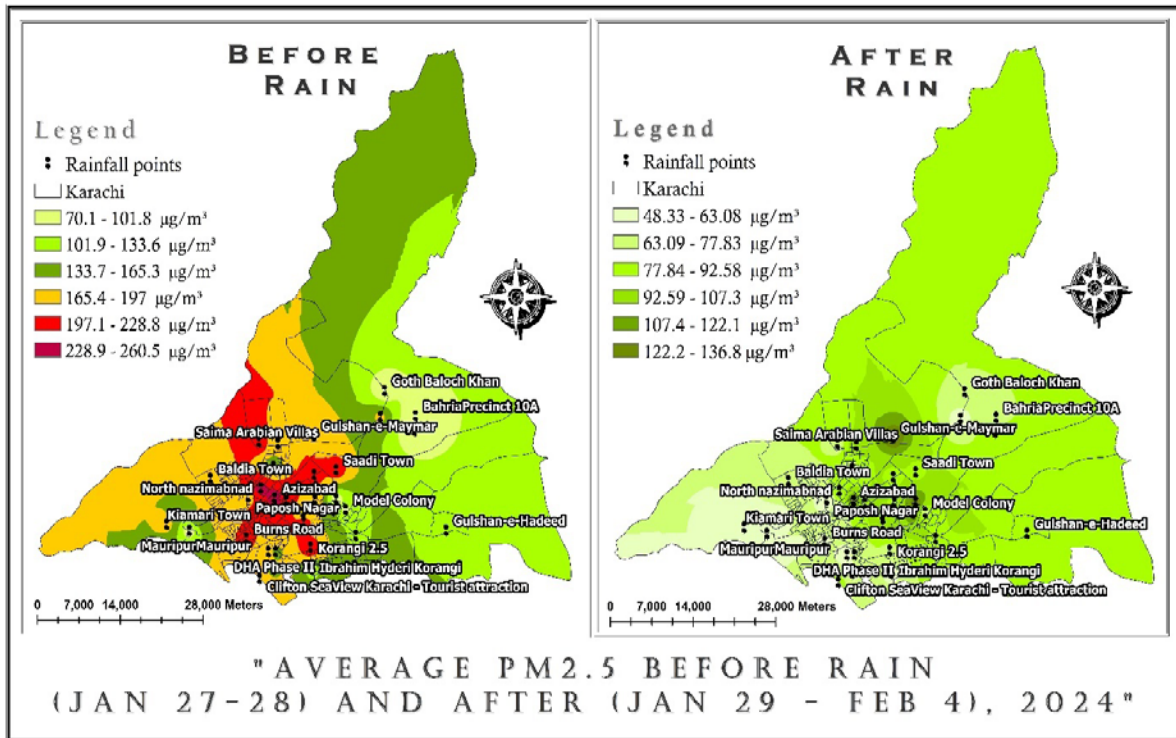 BEFORE
RAIN
Legend
Rainfall points
Karachi
70.1 - 101.8 µg/m³
101.9 - 133.6 µg/m³
133.7 - 165.3 µg/m³
165.4 - 197 µg/m³
197.1 - 228.8 µg/m³
228.9 - 260.5 µg/m³
Goth Baloch Khan
BahriaPrecinct 10A
Gulshan-e-Maymar
Saima Arabian Villas
Saadi Town
Baldia Town
North nazimabnad
Azizabad
Model Colony
Paposh Nagar
Kiamari Town
Burns Road
Gulshan-e-Hadeed
MauripurMauripur
Korangi 2.5
DHA Phase II Ibrahim Hyderi Korangi
Clifton SeaView Karachi - Tourist attraction
0 7,000 14,000 28,000 Meters
AFTER
RAIN
Legend
Rainfall points
Karachi
48.33 - 63.08 µg/m³
63.09 - 77.83 µg/m³
77.84 - 92.58 µg/m³
92.59 - 107.3 µg/m³
107.4 - 122.1 µg/m³
122.2 - 136.8 µg/m³
Goth Baloch Khan
BahriaPrecinct 10A
Gulshan-e-Maymar
Saima Arabian Villas
Saadi Town
Baldia Town
North nazimabnad
Azizabad
Model Colony
Paposh Nagar
Kiamari Town
Burns Road
Gulshan-e-Hadeed
MauripurMauripur
Korangi 2.5
DHA Phase II Ibrahim Hyderi Korangi
Clifton SeaView Karachi - Tourist attraction
0 7,000 14,000 28,000 Meters
"AVERAGE PM2.5 BEFORE RAIN
(JAN 27-28) AND AFTER (JAN 29 - FEB 4), 2024"